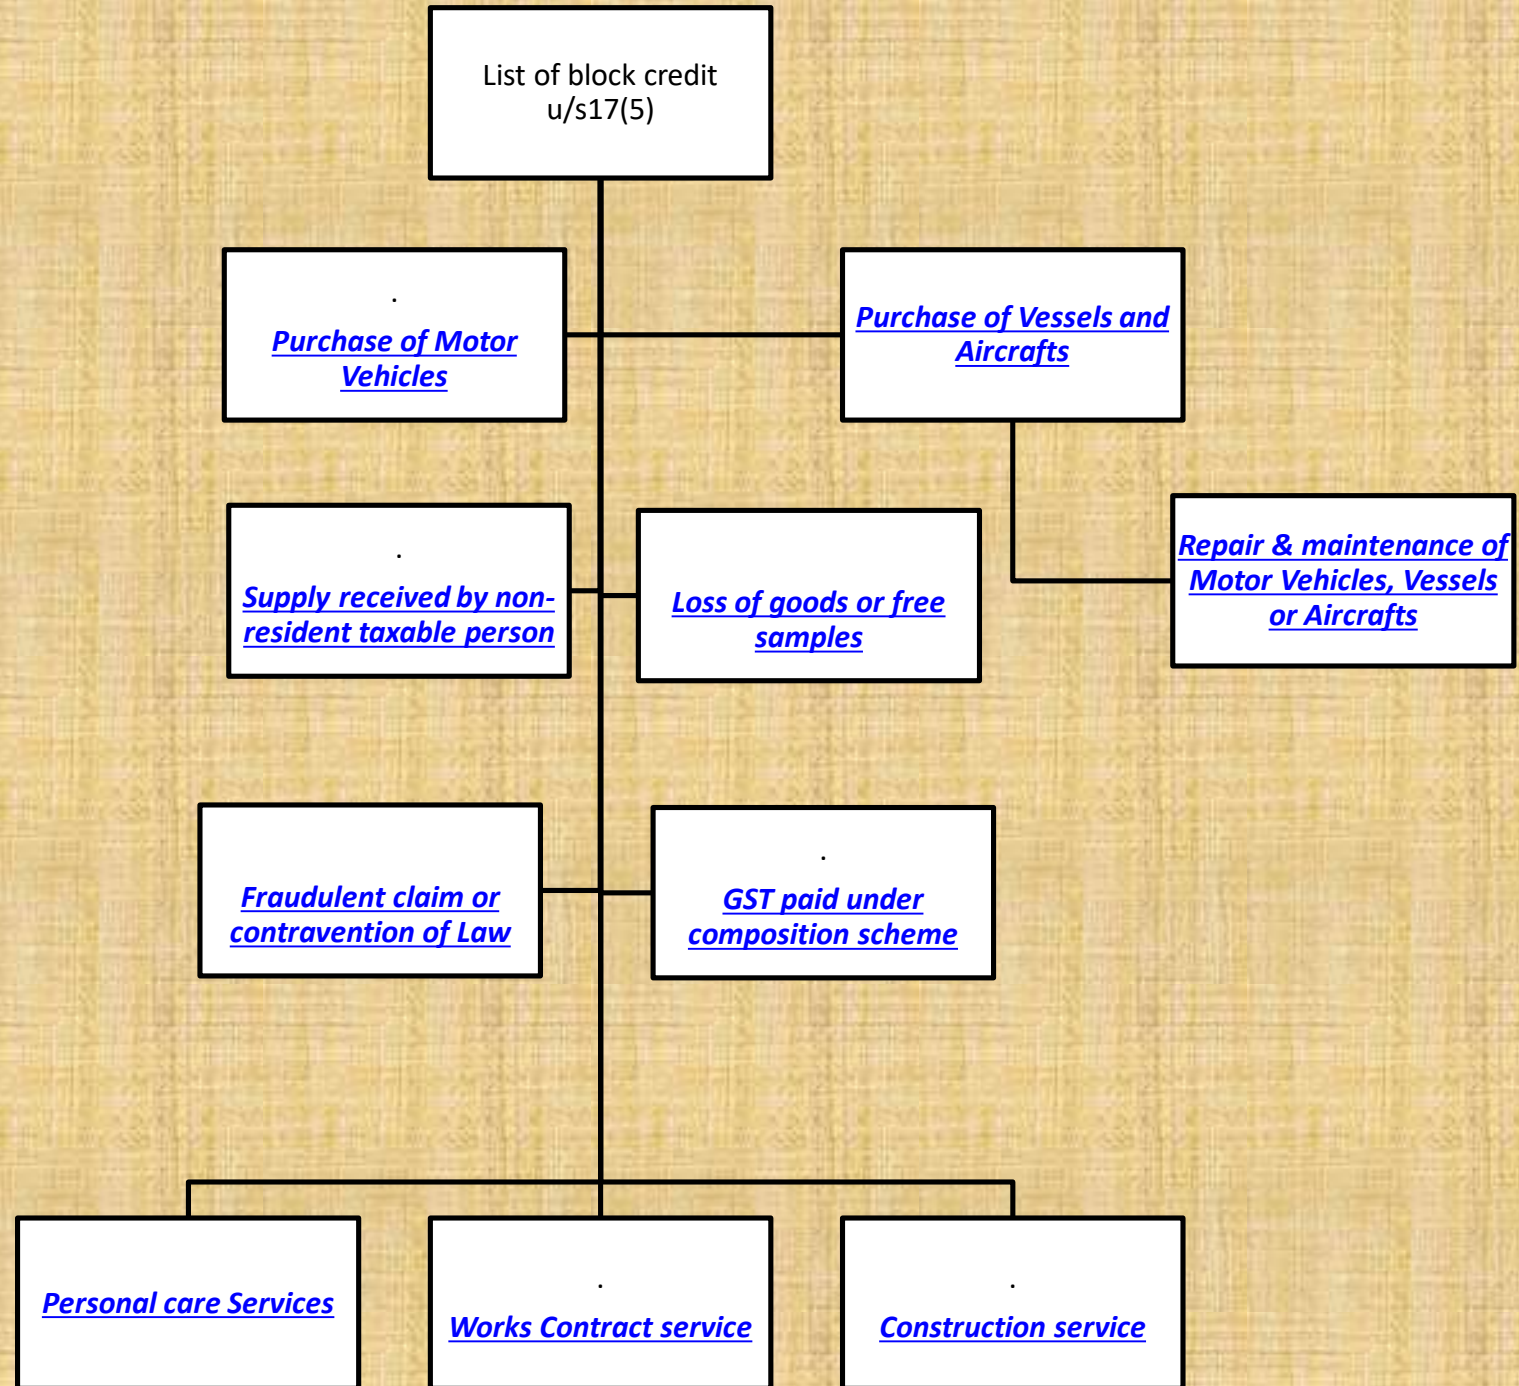 List of block credit
u/s17(5)
.
Purchase of Motor
Vehicles
Purchase of Vessels and
Aircrafts
.
Supply received by non-
resident taxable person
Loss of goods or free
samples
Repair & maintenance of
Motor Vehicles, Vessels
or Aircrafts
Fraudulent claim or
contravention of Law
.
GST paid under
composition scheme
Personal care Services
.
Works Contract service
.
Construction service